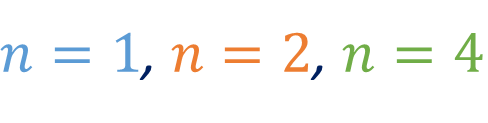 n = 1, n = 2, n = 4